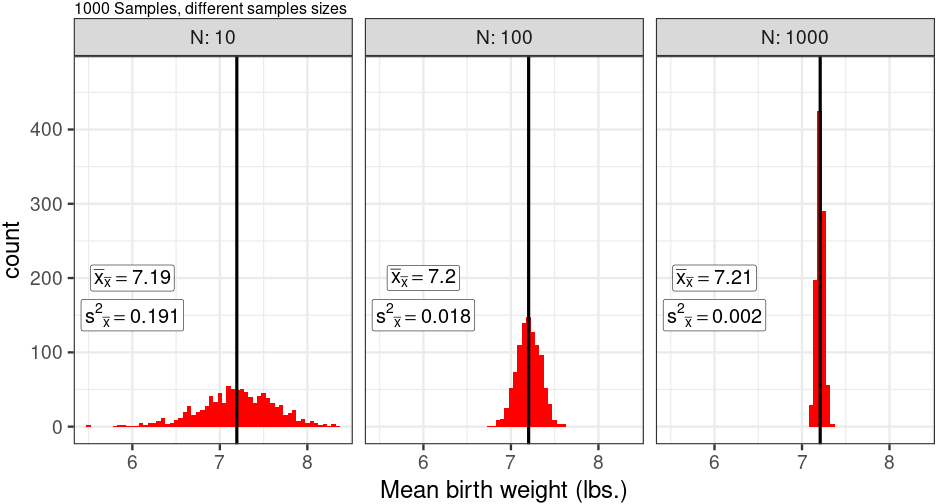 1000 Samples, different samples sizes
N: 10 N: 100 N: 1000
count
400
300
200
100
0
x̄x̄ = 7.19
s²x̄ = 0.191
x̄x̄ = 7.2
s²x̄ = 0.018
x̄x̄ = 7.21
s²x̄ = 0.002
6 7 8 6 7 8 6 7 8
Mean birth weight (lbs.)